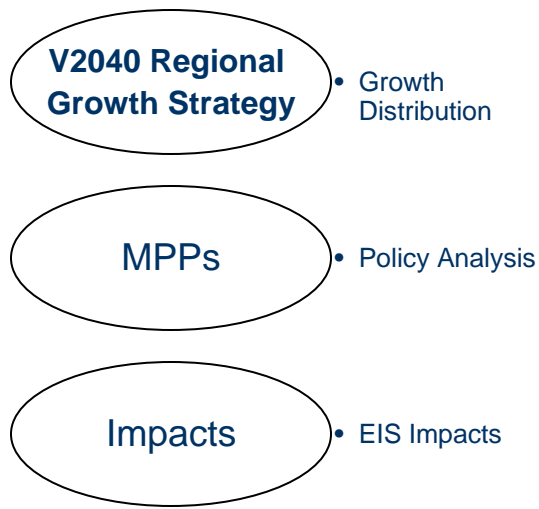 V2040 Regional
Growth Strategy
• Growth
Distribution
MPPs
• Policy Analysis
Impacts
• EIS Impacts